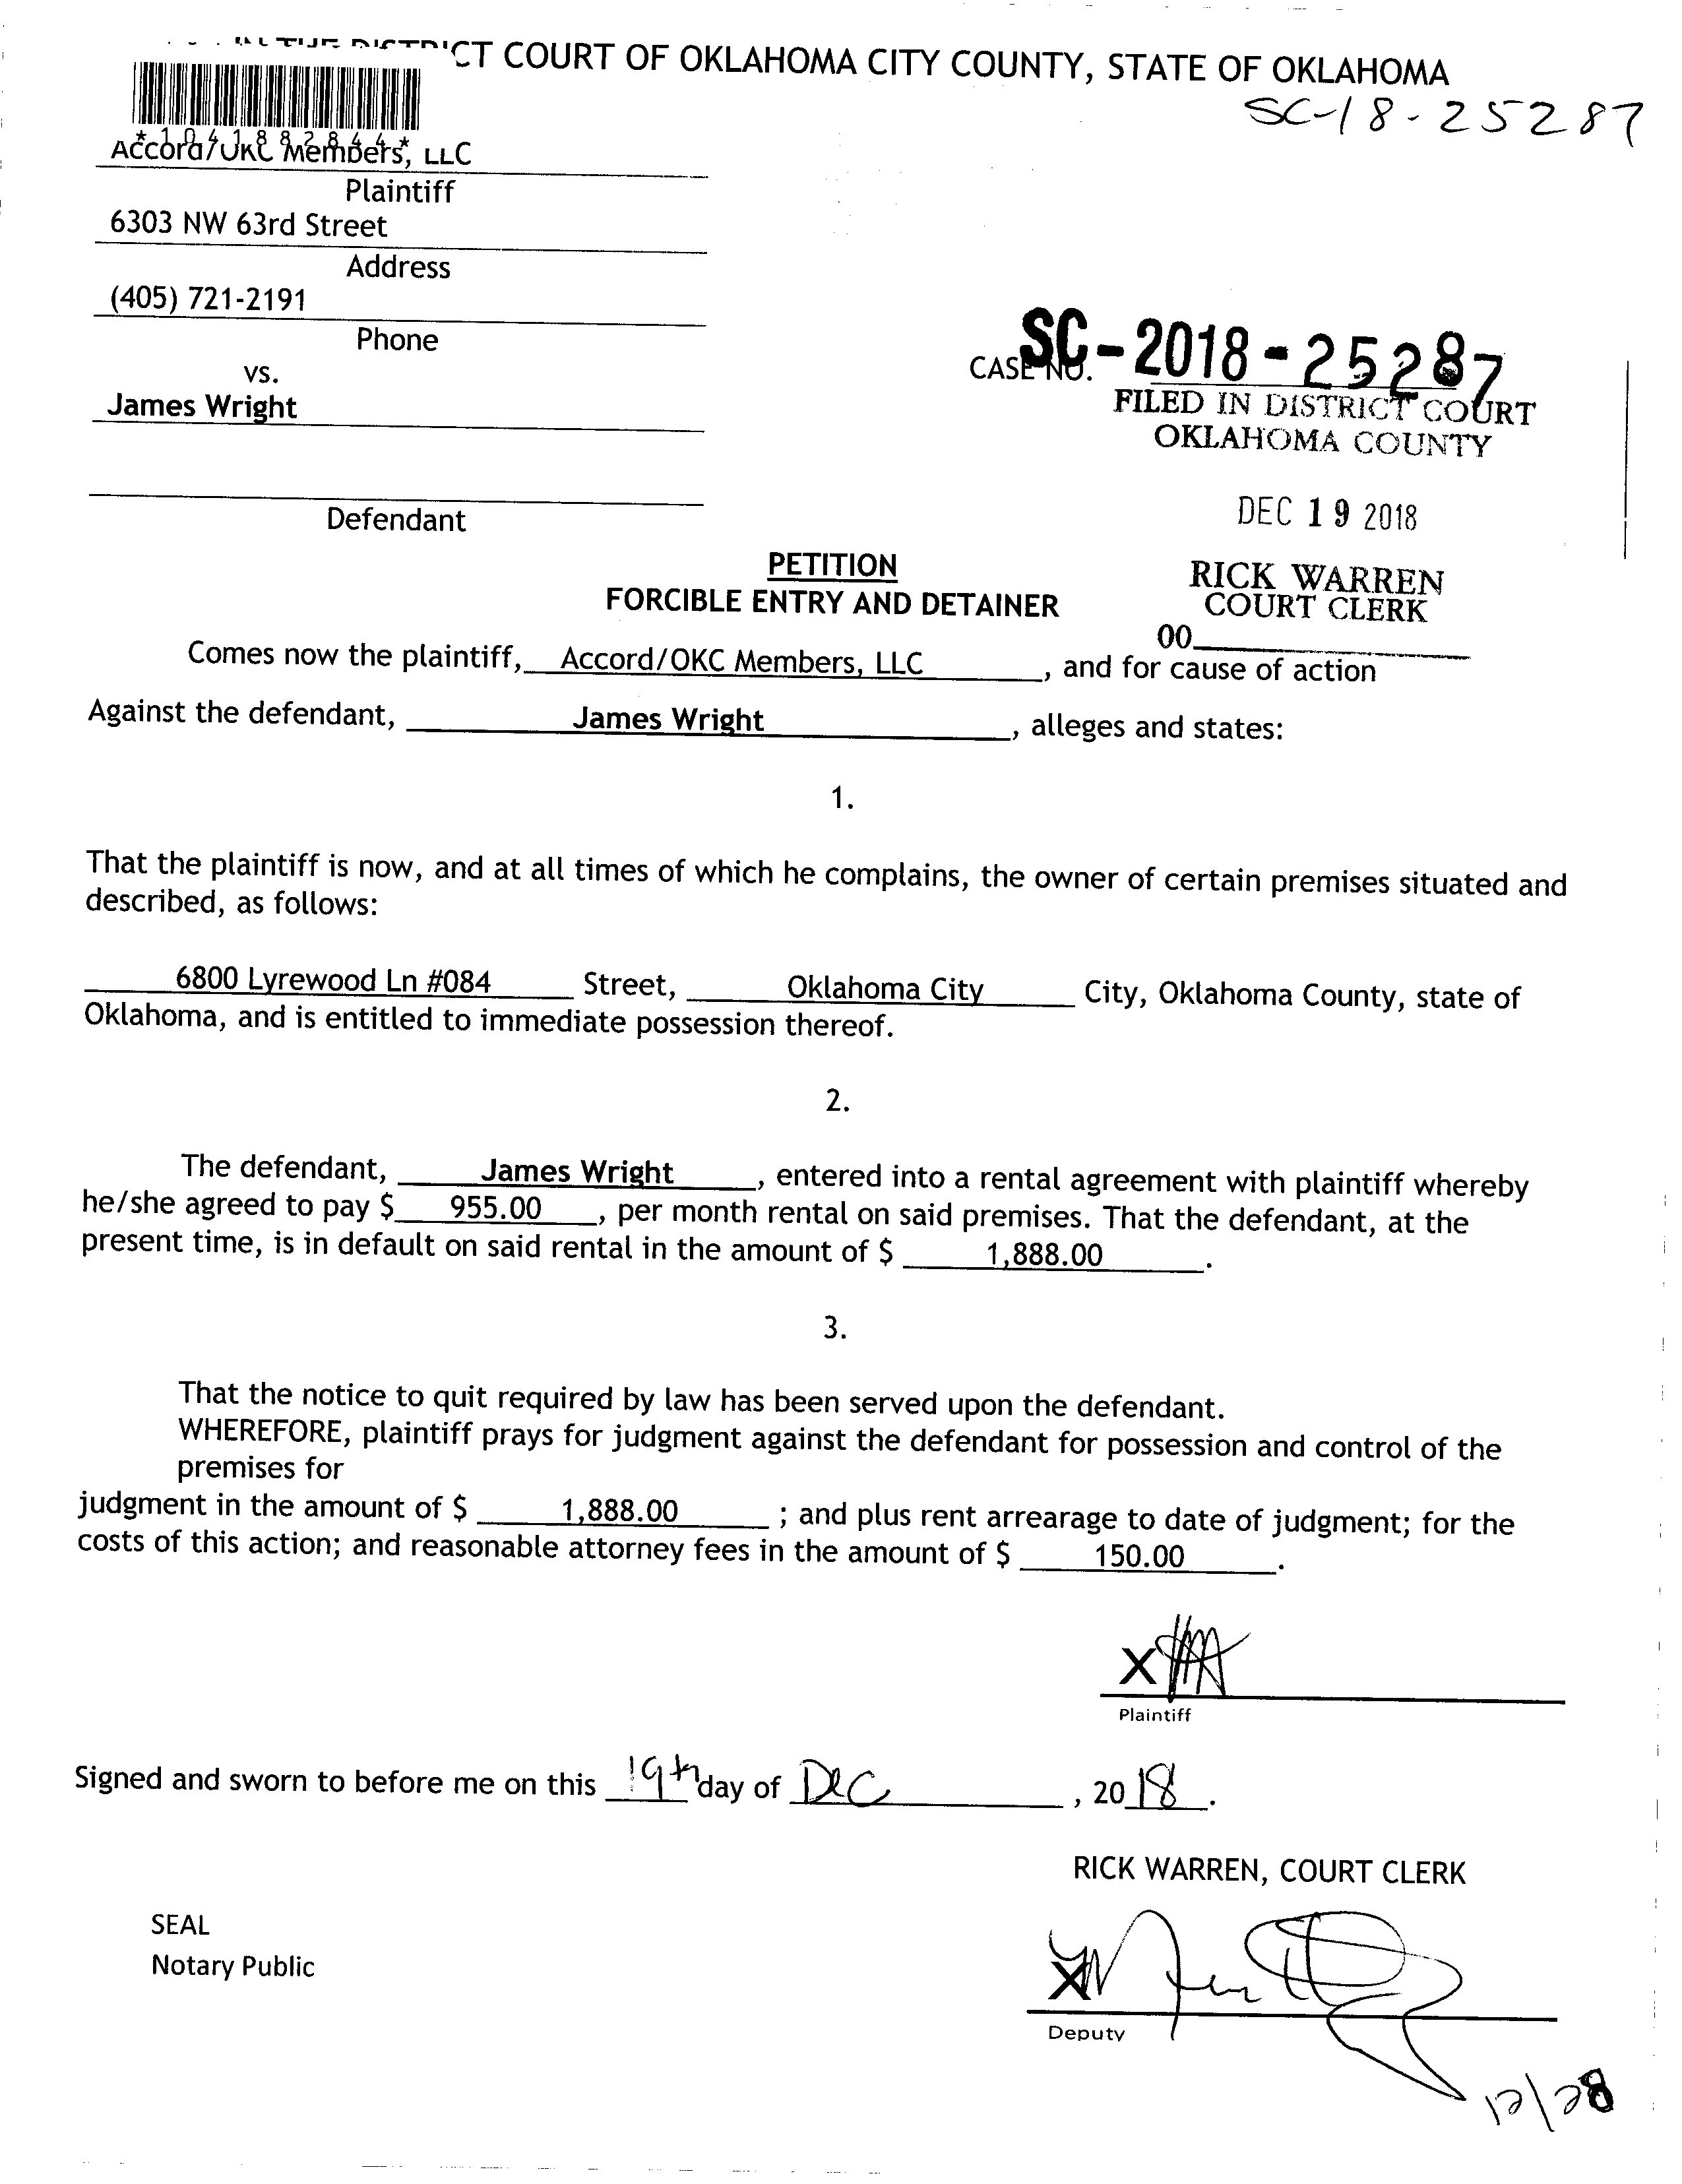 IN THE DISTRICT COURT OF OKLAHOMA CITY COUNTY, STATE OF OKLAHOMA
SC-18-25287
*1041882844*
Accord/OKC Members, LLC
Plaintiff
6303 NW 63rd Street
Address
(405) 721-2191
Phone
vs.
James Wright
Defendant
CASE NO. SC-2018-25287
FILED IN DISTRICT COURT
OKLAHOMA COUNTY
DEC 19 2018
RICK WARREN
COURT CLERK
00
PETITION
FORCIBLE ENTRY AND DETAINER
Comes now the plaintiff, Accord/OKC Members, LLC, and for cause of action
Against the defendant, James Wright, alleges and states:
1.
That the plaintiff is now, and at all times of which he complains, the owner of certain premises situated and
described, as follows:
6800 Lyrewood Ln #084 Street, Oklahoma City City, Oklahoma County, state of
Oklahoma, and is entitled to immediate possession thereof.
2.
The defendant, James Wright, entered into a rental agreement with plaintiff whereby
he/she agreed to pay $ 955.00, per month rental on said premises. That the defendant, at the
present time, is in default on said rental in the amount of $ 1,888.00.
3.
That the notice to quit required by law has been served upon the defendant.
WHEREFORE, plaintiff prays for judgment against the defendant for possession and control of the
premises for
judgment in the amount of $ 1,888.00 ; and plus rent arrearage to date of judgment; for the
costs of this action; and reasonable attorney fees in the amount of $ 150.00.
X
Plaintiff
Signed and sworn to before me on this 19th day of DEC, 2018.
RICK WARREN, COURT CLERK
SEAL
Notary Public
X
Deputy
12/28